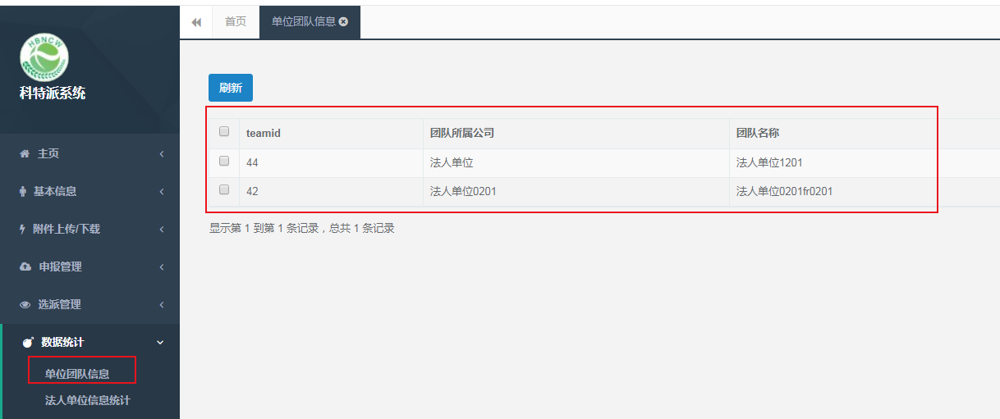 HBNCW
科特派系统
主页
基本信息
附件上传/下载
申报管理
选派管理
数据统计
单位团队信息
法人单位信息统计
首页 单位团队信息
刷新
teamid 团队所属公司 团队名称
44 法人单位 法人单位1201
42 法人单位0201 法人单位0201fr0201
显示第 1 到第 1 条记录，总共 1 条记录